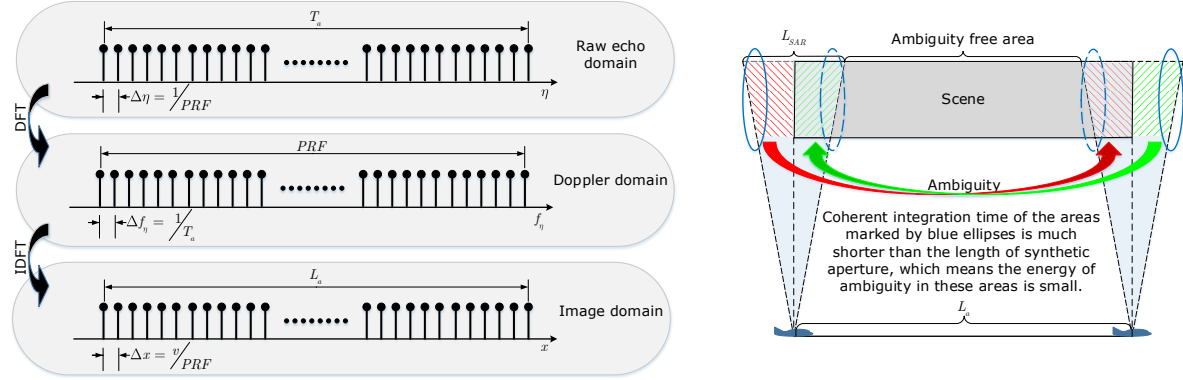 T_a
Raw echo
domain
Δη = 1/PRF
η
DFT
PRF
Doppler domain
Δf_η = 1/T_a
f_η
IDFT
L_a
Image domain
Δx = v/PRF
x
L_SAR
Ambiguity free area
Scene
Ambiguity
Coherent integration time of the areas
marked by blue ellipses is much
shorter than the length of synthetic
aperture, which means the energy of
ambiguity in these areas is small.
L_a